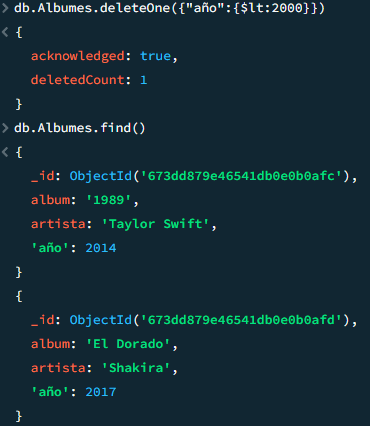 > db.Albumes.deleteOne({"año":{$lt:2000}})
< {
acknowledged: true,
deletedCount: 1
}
> db.Albumes.find()
< {
_id: ObjectId('673dd879e46541db0e0b0afc'),
album: '1989',
artista: 'Taylor Swift',
'año': 2014
}
{
_id: ObjectId('673dd879e46541db0e0b0afd'),
album: 'El Dorado',
artista: 'Shakira',
'año': 2017
}